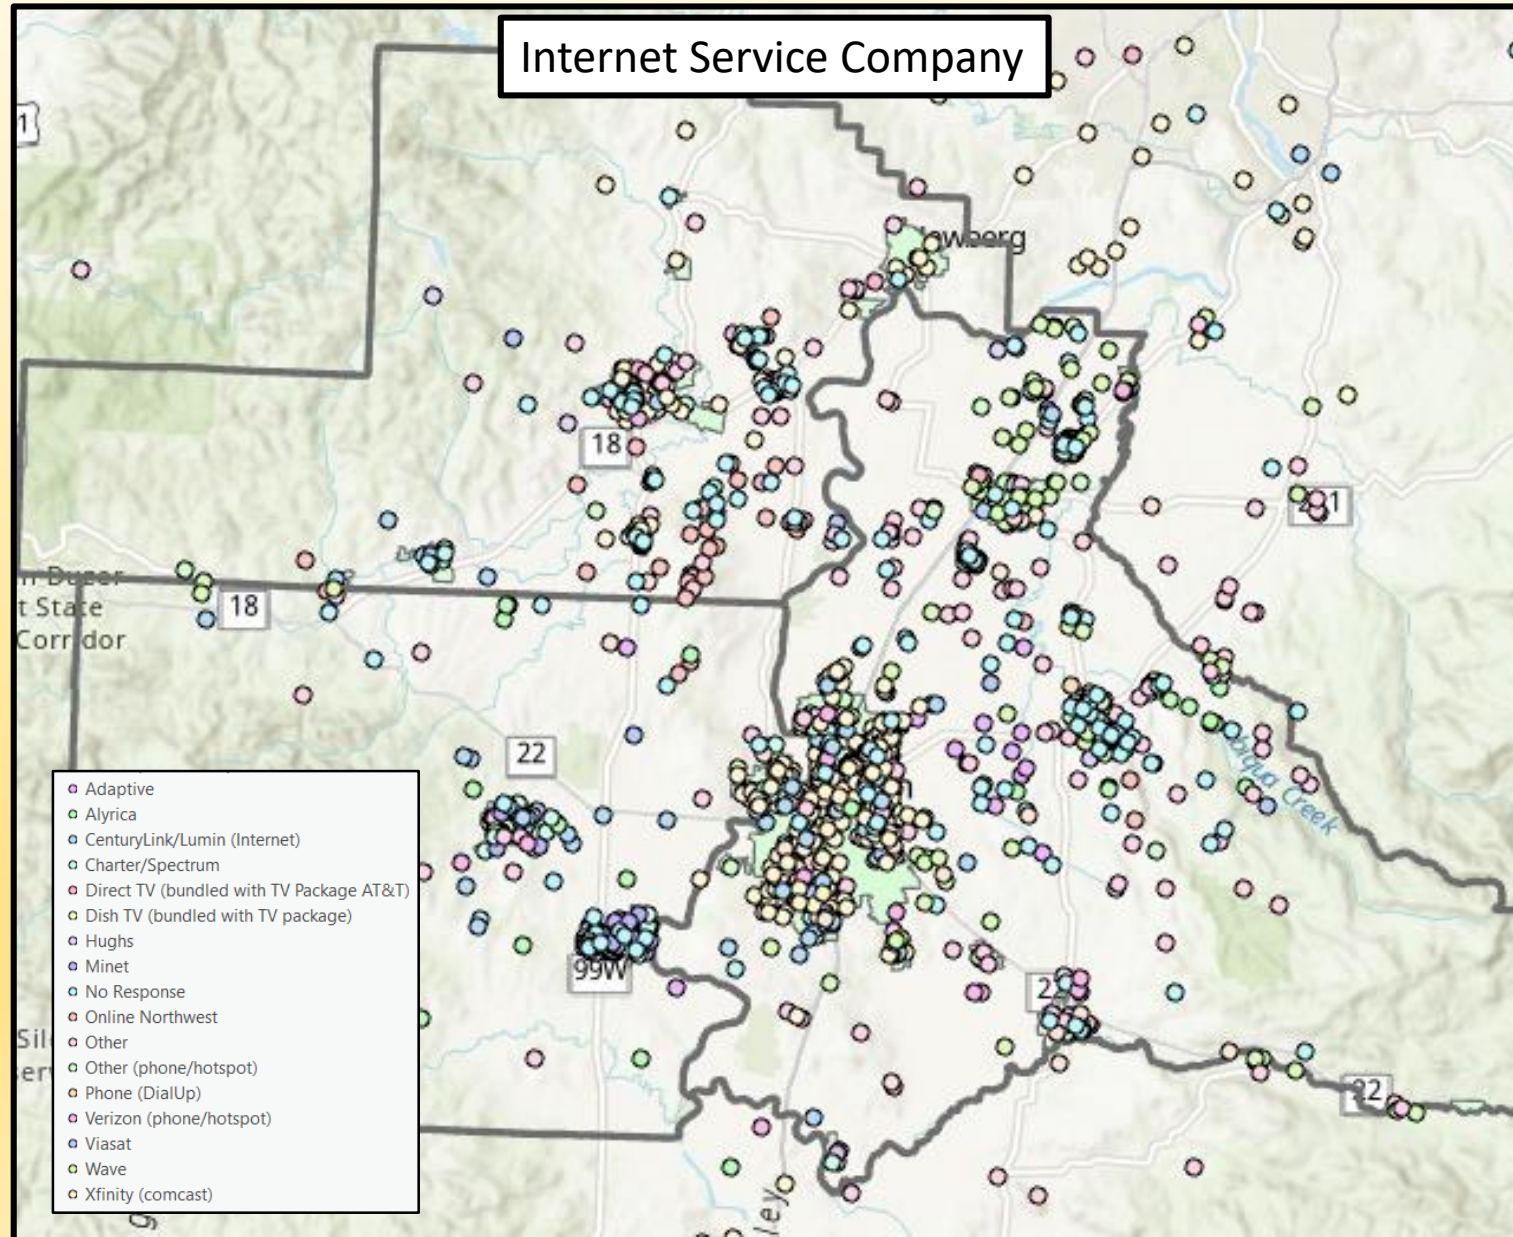 Internet Service Company
18
18
t State
Corridor
22
Adaptive
Alyrica
CenturyLink/Lumin (Internet)
Charter/Spectrum
Direct TV (bundled with TV Package AT&T)
Dish TV (bundled with TV package)
Hughs
Minet
No Response
Online Northwest
Other
Other (phone/hotspot)
Phone (DialUp)
Verizon (phone/hotspot)
Viasat
Wave
Xfinity (comcast)
99W
Creek
22